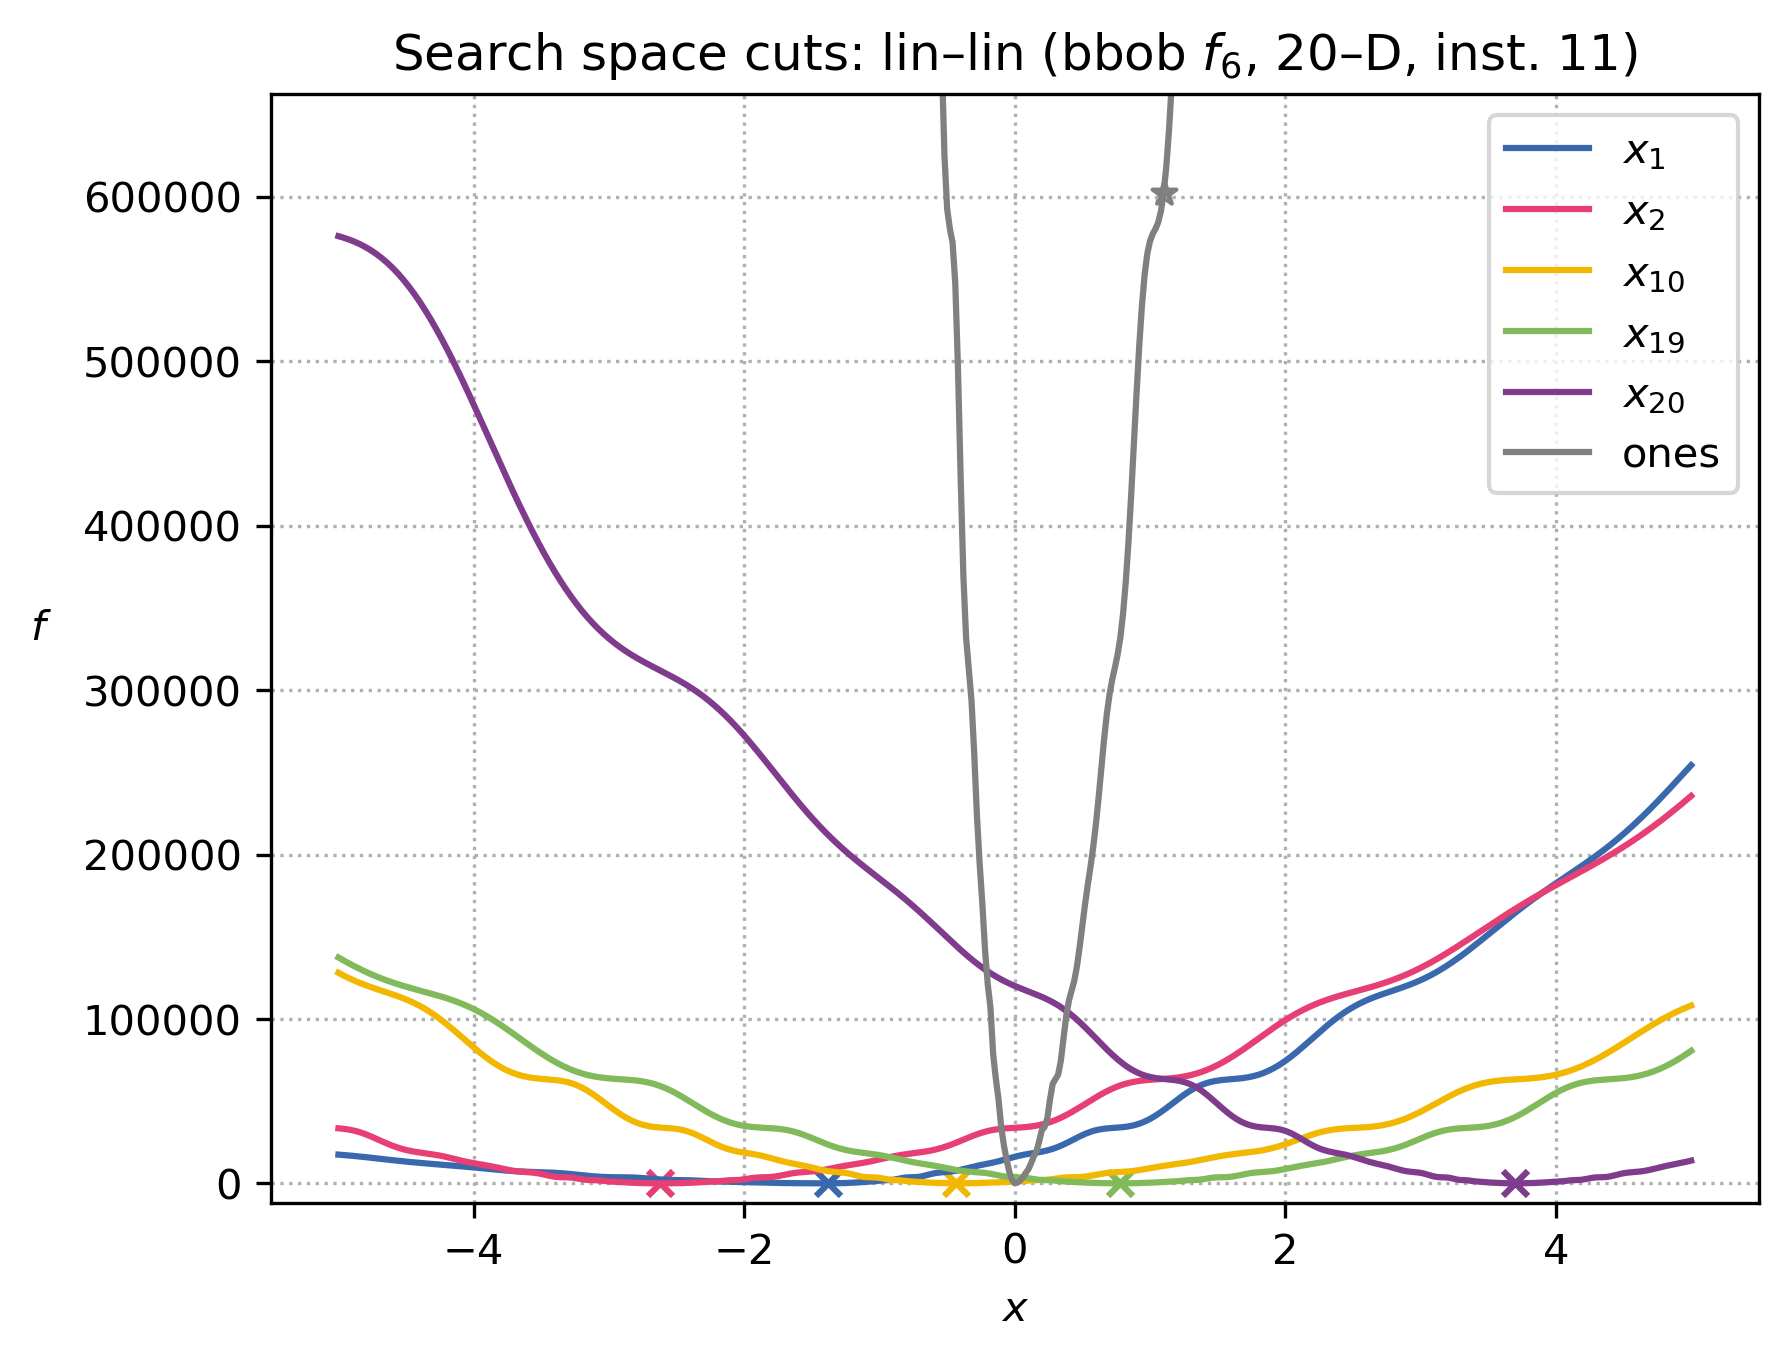 Search space cuts: lin–lin (bbob f₆, 20–D, inst. 11)
x₁
x₂
x₁₀
x₁₉
x₂₀
ones
600000
500000
400000
300000
200000
100000
0
f
−4 −2 0 2 4
x